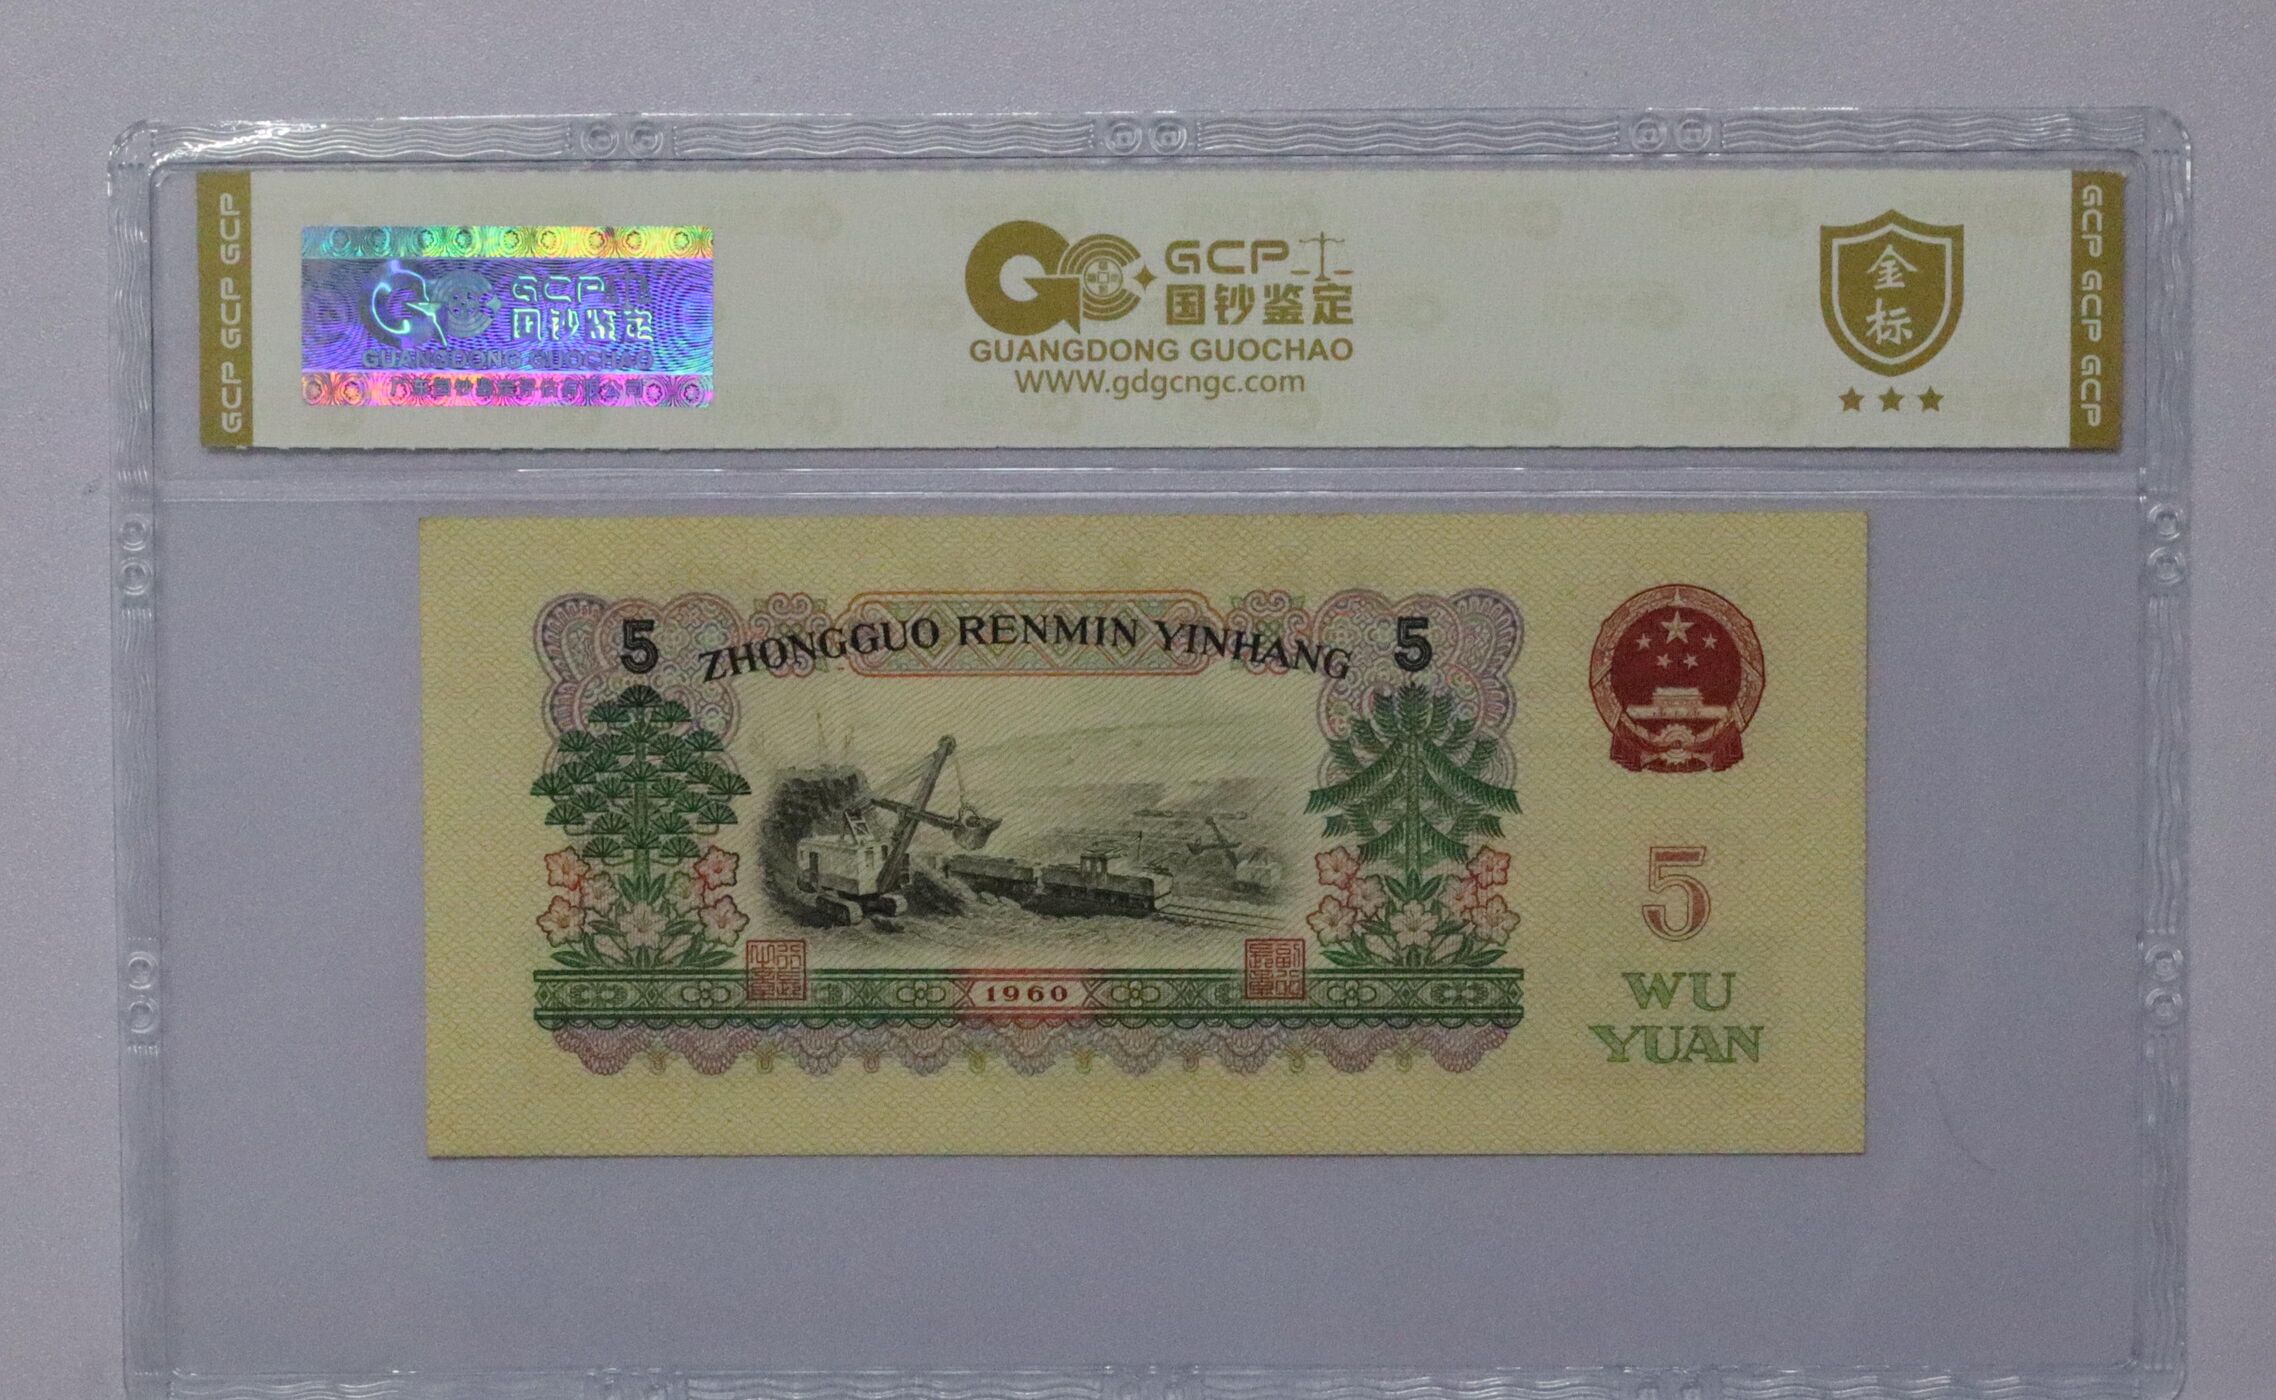 GCP GCP GCP
GCP
国钞鉴定
GUANGDONG GUOCHAO
GCP
国钞鉴定
GUANGDONG GUOCHAO
WWW.gdgcngc.com
金
标
GCP GCP GCP
5
ZHONGGUO RENMIN YINHANG
5
1960
5
WU
YUAN